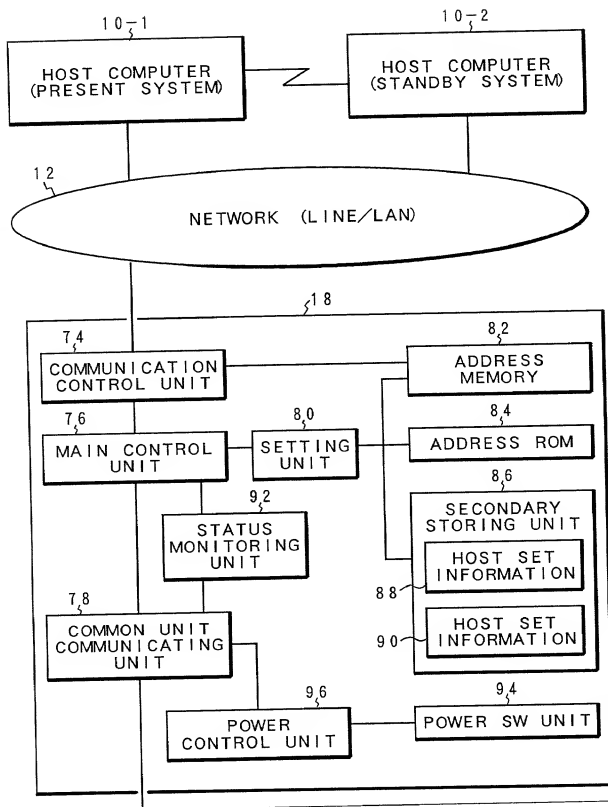 10-1
10-2
HOST COMPUTER
(PRESENT SYSTEM)
HOST COMPUTER
(STANDBY SYSTEM)
12
NETWORK (LINE/LAN)
18
74
COMMUNICATION
CONTROL UNIT
82
ADDRESS
MEMORY
76
MAIN CONTROL
UNIT
80
SETTING
UNIT
84
ADDRESS ROM
86
SECONDARY
STORING UNIT
HOST SET
INFORMATION
88
HOST SET
INFORMATION
90
92
STATUS
MONITORING
UNIT
78
COMMON UNIT
COMMUNICATING
UNIT
96
POWER
CONTROL UNIT
94
POWER SW UNIT